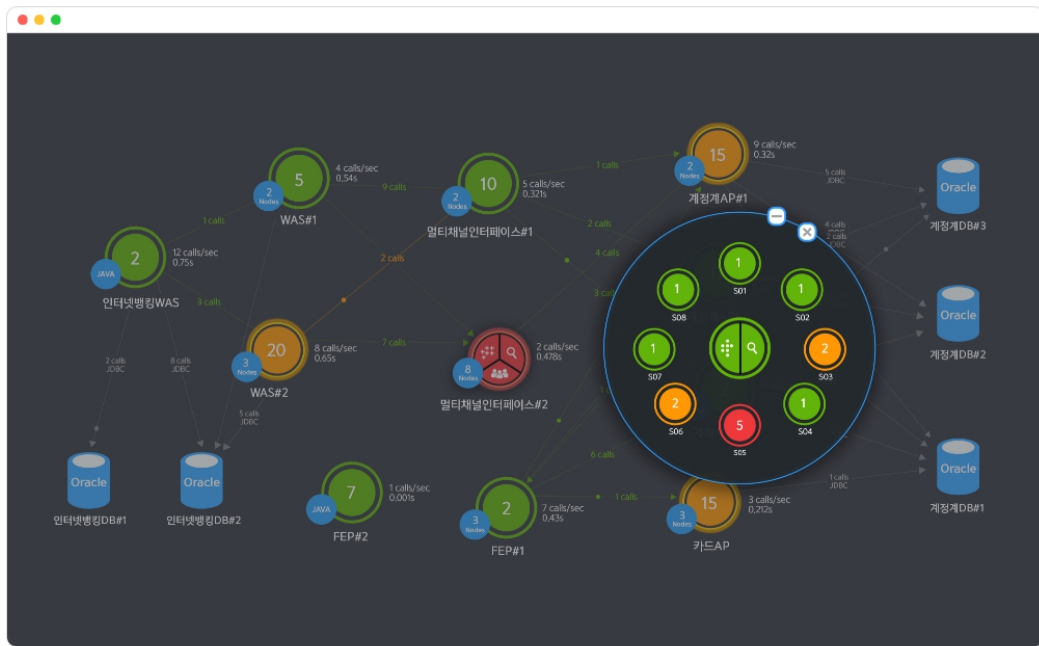 15
9 calls/sec
0.32s
2
Nodes
계정계AP#1
5
4 calls/sec
0.54s
2
Nodes
WAS#1
9 calls
10
5 calls/sec
0.321s
2
Nodes
멀티채널인터페이스#1
1 calls
5 calls
JDBC
Oracle
계정계DB#3
1 calls
2
12 calls/sec
0.75s
JAVA
인터넷뱅킹WAS
2 calls
2 calls
4 calls
4 calls
JDBC
2 calls
JDBC
3 calls
3 calls
20
8 calls/sec
0.65s
3
Nodes
WAS#2
7 calls
2 calls/sec
0.478s
8
Nodes
멀티채널인터페이스#2
1
S01
1
S08
1
S02
1
S07
2
S03
2
S06
1
S04
5
S05
Oracle
계정계DB#2
2 calls
JDBC
8 calls
JDBC
5 calls
JDBC
Oracle
인터넷뱅킹DB#1
Oracle
인터넷뱅킹DB#2
7
1 calls/sec
0.001s
JAVA
FEP#2
6 calls
2
7 calls/sec
0.43s
3
Nodes
FEP#1
1 calls
15
3 calls/sec
0.212s
3
Nodes
카드AP
1 calls
JDBC
Oracle
계정계DB#1